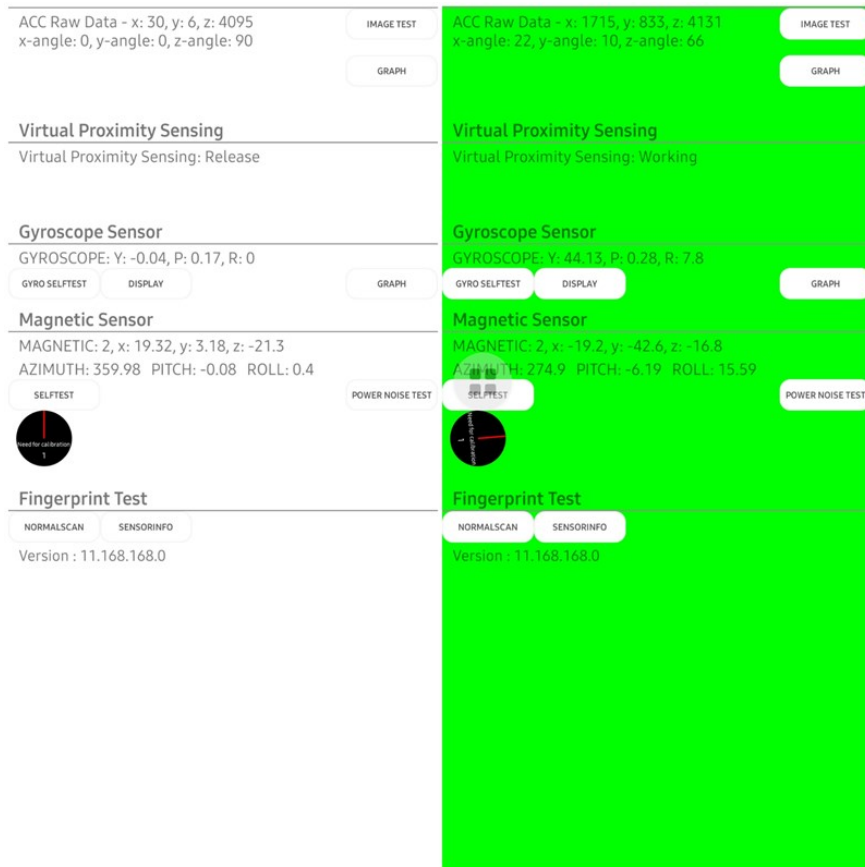 ACC Raw Data - x: 30, y: 6, z: 4095
x-angle: 0, y-angle: 0, z-angle: 90
IMAGE TEST
GRAPH
Virtual Proximity Sensing
Virtual Proximity Sensing: Release
Gyroscope Sensor
GYROSCOPE: Y: -0.04, P: 0.17, R: 0
GYRO SELFTEST DISPLAY GRAPH
Magnetic Sensor
MAGNETIC: 2, x: 19.32, y: 3.18, z: -21.3
AZIMUTH: 359.98 PITCH: -0.08 ROLL: 0.4
SELFTEST POWER NOISE TEST
Need for calibration
1
Fingerprint Test
NORMALSCAN SENSORINFO
Version : 11.168.168.0
ACC Raw Data - x: 1715, y: 833, z: 4131
x-angle: 22, y-angle: 10, z-angle: 66
IMAGE TEST
GRAPH
Virtual Proximity Sensing
Virtual Proximity Sensing: Working
Gyroscope Sensor
GYROSCOPE: Y: 44.13, P: 0.28, R: 7.8
GYRO SELFTEST DISPLAY GRAPH
Magnetic Sensor
MAGNETIC: 2, x: -19.2, y: -42.6, z: -16.8
AZIMUTH: 274.9 PITCH: -6.19 ROLL: 15.59
SELFTEST POWER NOISE TEST
Need for calibration
1
Fingerprint Test
NORMALSCAN SENSORINFO
Version : 11.168.168.0